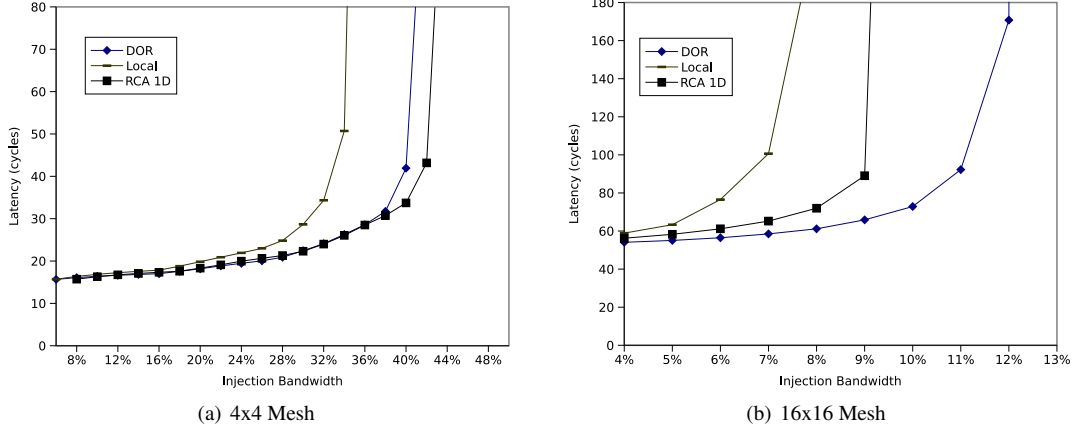 80
70
60
50
40
30
20
10
0
Latency (cycles)
DOR
Local
RCA 1D
8% 12% 16% 20% 24% 28% 32% 36% 40% 44% 48%
Injection Bandwidth
(a) 4x4 Mesh
180
160
140
120
100
80
60
40
20
0
Latency (cycles)
DOR
Local
RCA 1D
4% 5% 6% 7% 8% 9% 10% 11% 12% 13%
Injection Bandwidth
(b) 16x16 Mesh